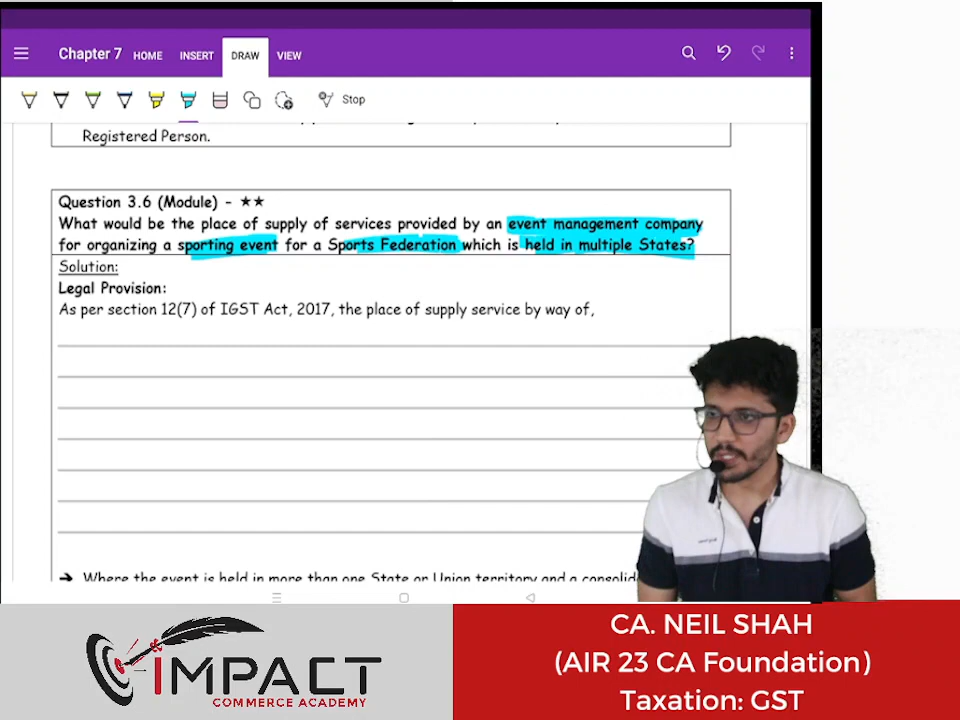 Chapter 7 HOME INSERT DRAW VIEW
Stop
Registered Person.
Question 3.6 (Module) - ★★
What would be the place of supply of services provided by an event management company
for organizing a sporting event for a Sports Federation which is held in multiple States?
Solution:
Legal Provision:
As per section 12(7) of IGST Act, 2017, the place of supply service by way of,
➔ Where the event is held in more than one State or Union territory and a
IMPACT
COMMERCE ACADEMY
CA. NEIL SHAH
(AIR 23 CA Foundation)
Taxation: GST